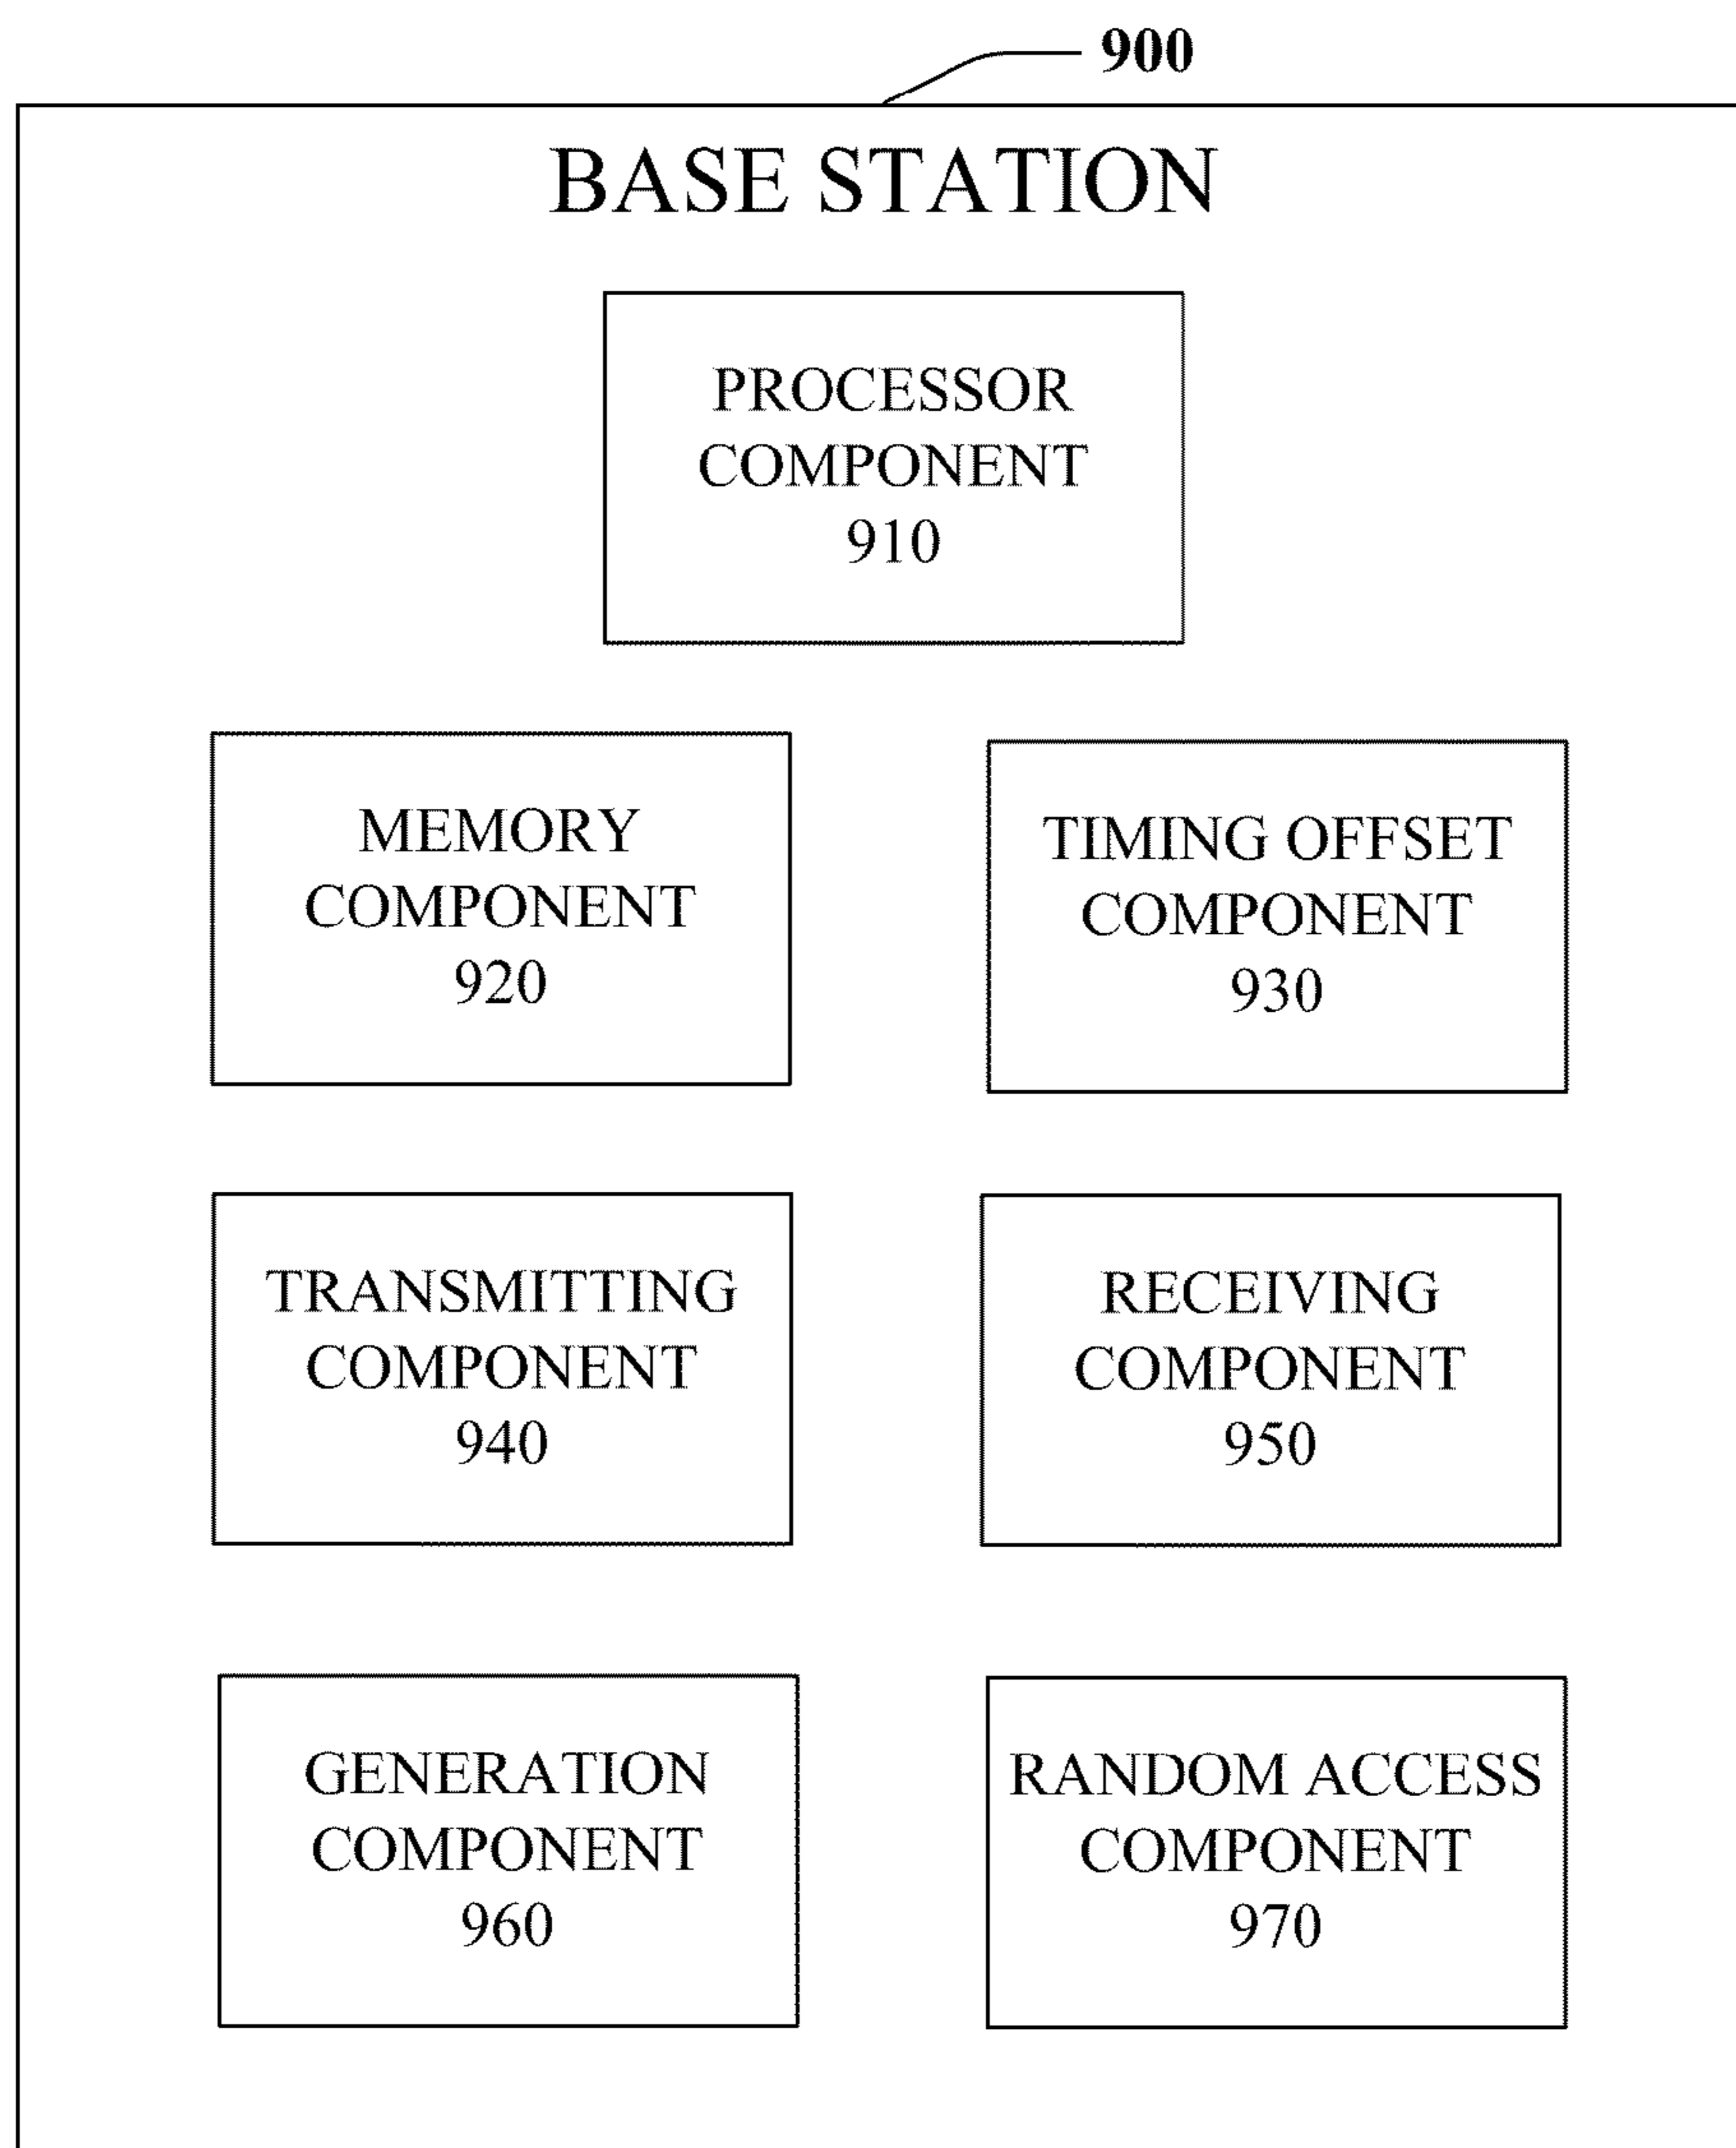 900
BASE STATION
PROCESSOR
COMPONENT
910
MEMORY
COMPONENT
920
TIMING OFFSET
COMPONENT
930
TRANSMITTING
COMPONENT
940
RECEIVING
COMPONENT
950
GENERATION
COMPONENT
960
RANDOM ACCESS
COMPONENT
970